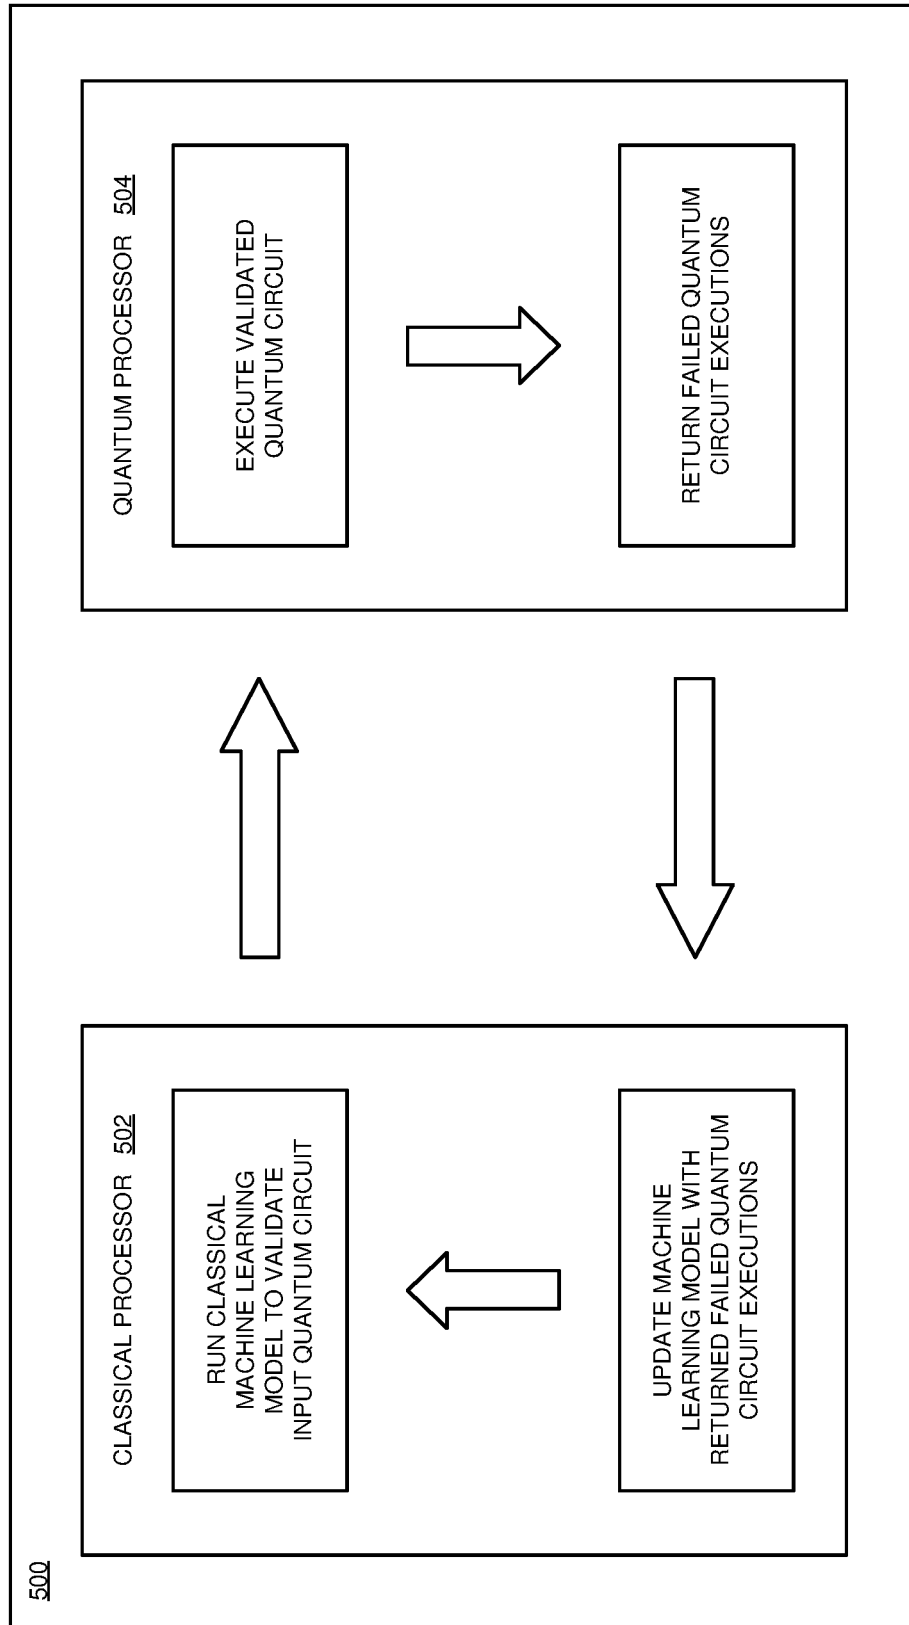 500
CLASSICAL PROCESSOR 502
RUN CLASSICAL
MACHINE LEARNING
MODEL TO VALIDATE
INPUT QUANTUM CIRCUIT
UPDATE MACHINE
LEARNING MODEL WITH
RETURNED FAILED QUANTUM
CIRCUIT EXECUTIONS
QUANTUM PROCESSOR 504
EXECUTE VALIDATED
QUANTUM CIRCUIT
RETURN FAILED QUANTUM
CIRCUIT EXECUTIONS